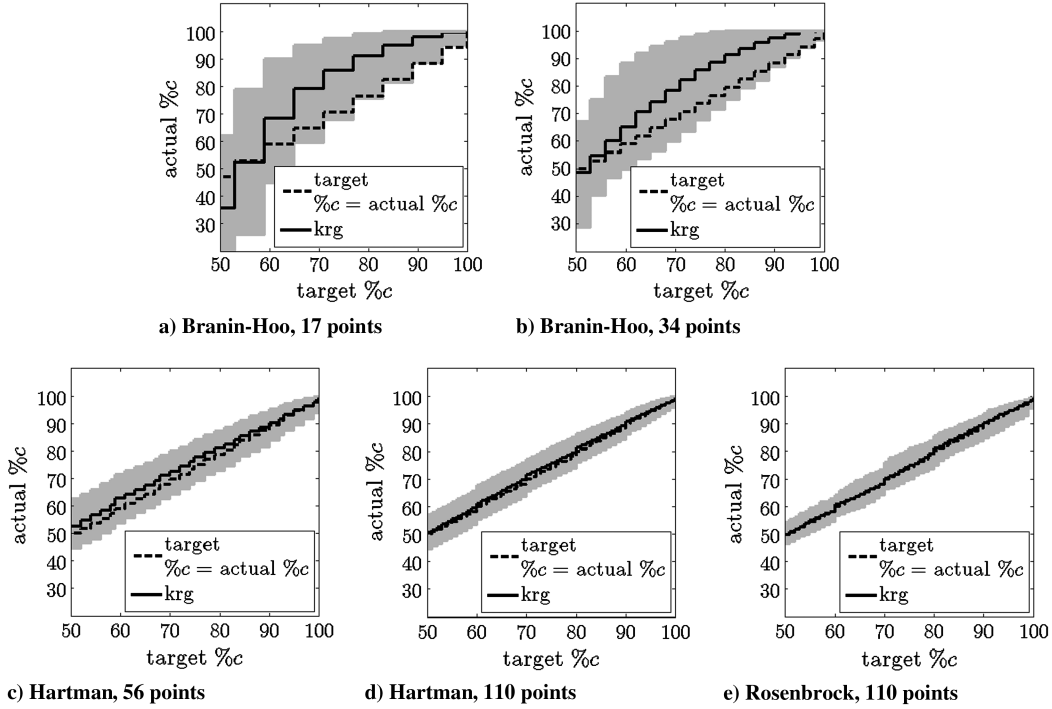 100
90
80
70
60
50
40
30
actual %c
target
%c = actual %c
krg
50 60 70 80 90 100
target %c
a) Branin-Hoo, 17 points
100
90
80
70
60
50
40
30
actual %c
target
%c = actual %c
krg
50 60 70 80 90 100
target %c
b) Branin-Hoo, 34 points
100
90
80
70
60
50
40
30
actual %c
target
%c = actual %c
krg
50 60 70 80 90 100
target %c
c) Hartman, 56 points
100
90
80
70
60
50
40
30
actual %c
target
%c = actual %c
krg
50 60 70 80 90 100
target %c
d) Hartman, 110 points
100
90
80
70
60
50
40
30
actual %c
target
%c = actual %c
krg
50 60 70 80 90 100
target %c
e) Rosenbrock, 110 points